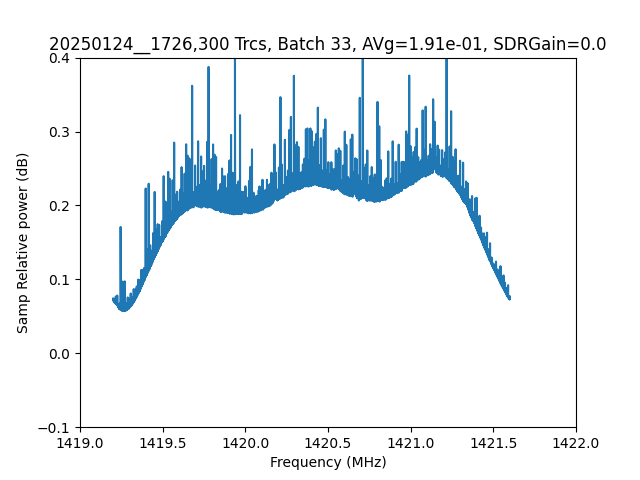 20250124__1726,300 Trcs, Batch 33, AVg=1.91e-01, SDRGain=0.0
0.4
0.3
0.2
0.1
0.0
−0.1
Samp Relative power (dB)
1419.0 1419.5 1420.0 1420.5 1421.0 1421.5 1422.0
Frequency (MHz)